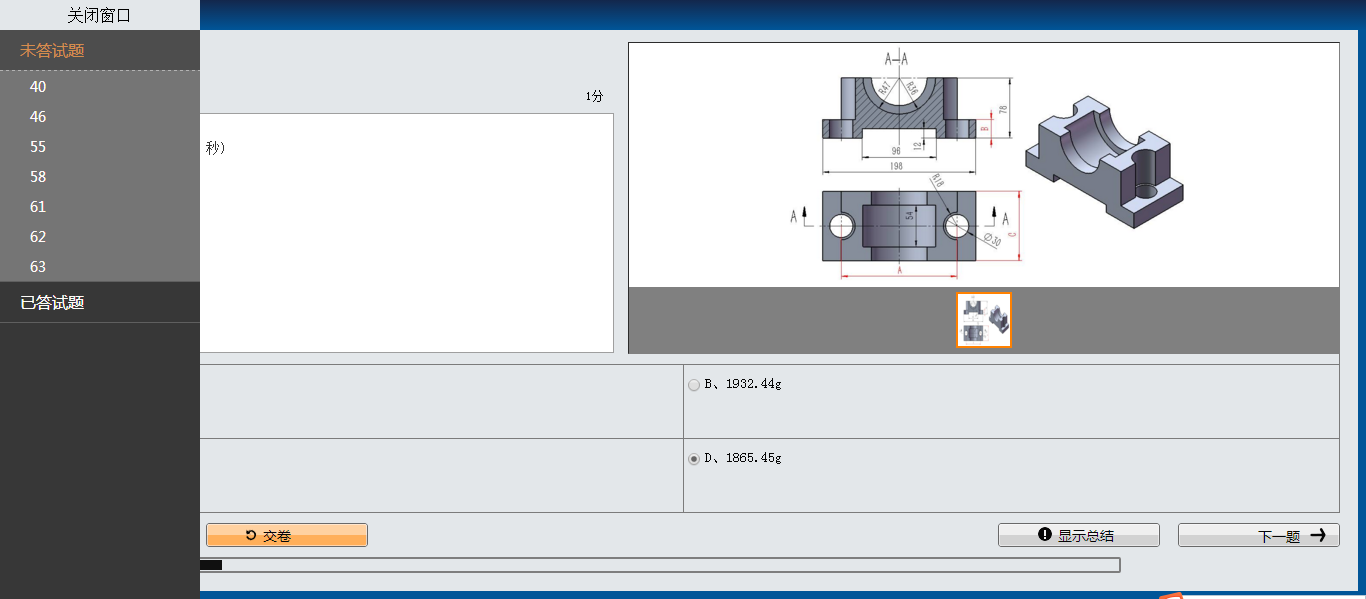 关闭窗口
未答试题
40
46
55
58
61
62
63
已答试题
1分
秒)
A-A
R47
R36
78
B
12
96
198
R18
A
54
A
C
Ø30
A
B、1932.44g
D、1865.45g
交卷
显示总结
下一题